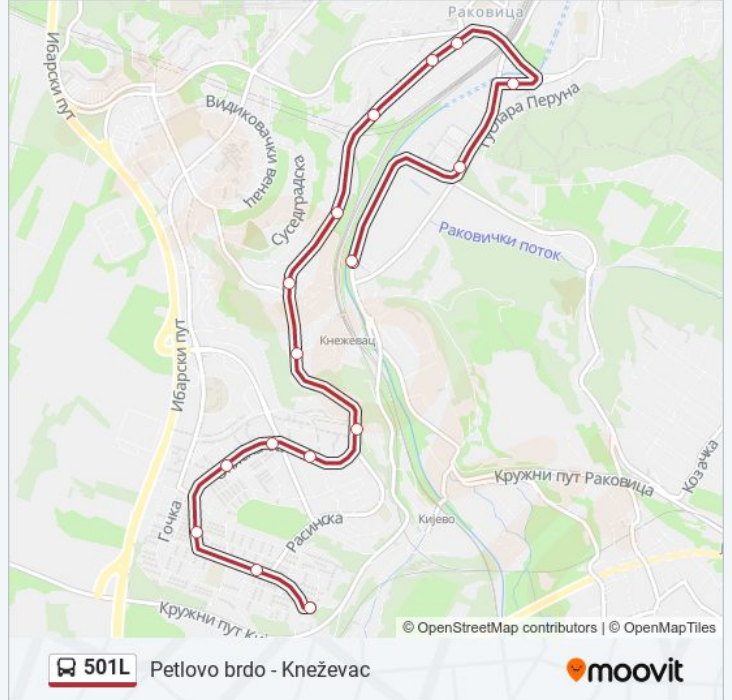 Раковица
Ибарски пут
Тублара Перуна
Видиковачки венац
Суседградска
Раковички поток
Кнежевац
Ибарски пут
Козачка
Кружни пут Раковица
Гочка
Кијево
Расинска
Кружни пут
© OpenStreetMap contributors | © OpenMapTiles
501L Petlovo brdo - Kneževac
moovit